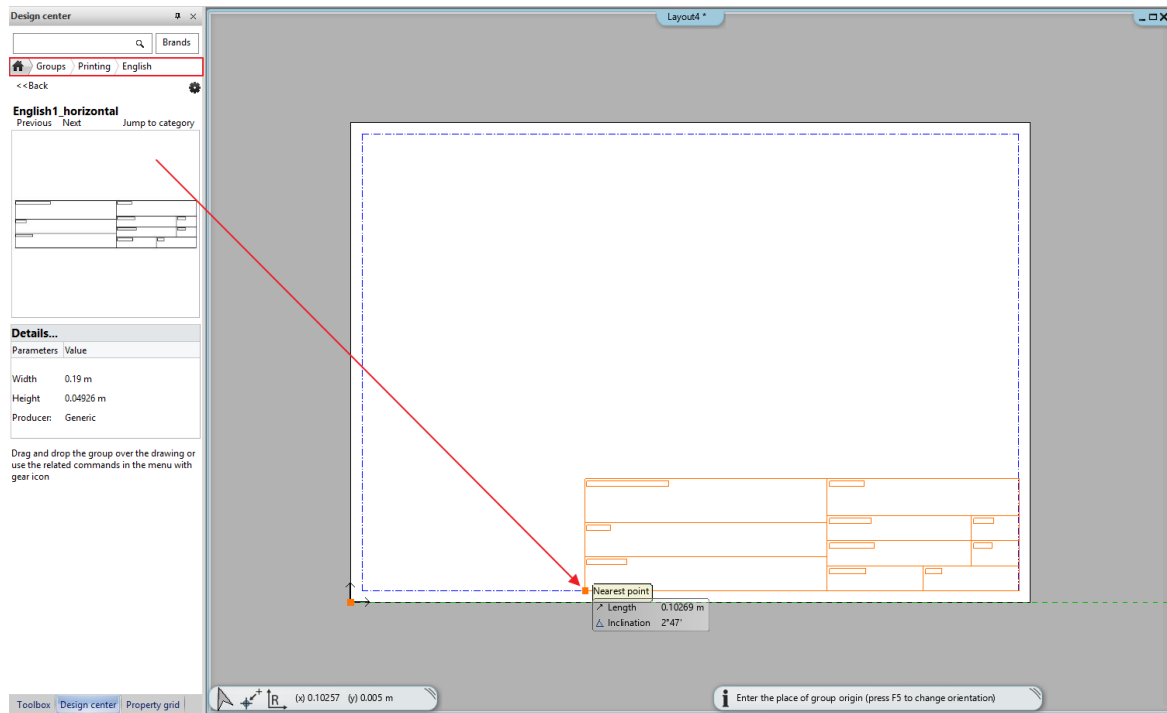 Design center
Layout4 *
Brands
Groups Printing English
<<Back
English1_horizontal
Previous Next Jump to category
Details...
Parameters Value
Width 0.19 m
Height 0.04926 m
Producer: Generic
Drag and drop the group over the drawing or
use the related commands in the menu with
gear icon
Nearest point
Length 0.10269 m
Inclination 2°47'
Toolbox Design center Property grid
R (x) 0.10257 (y) 0.005 m
Enter the place of group origin (press F5 to change orientation)